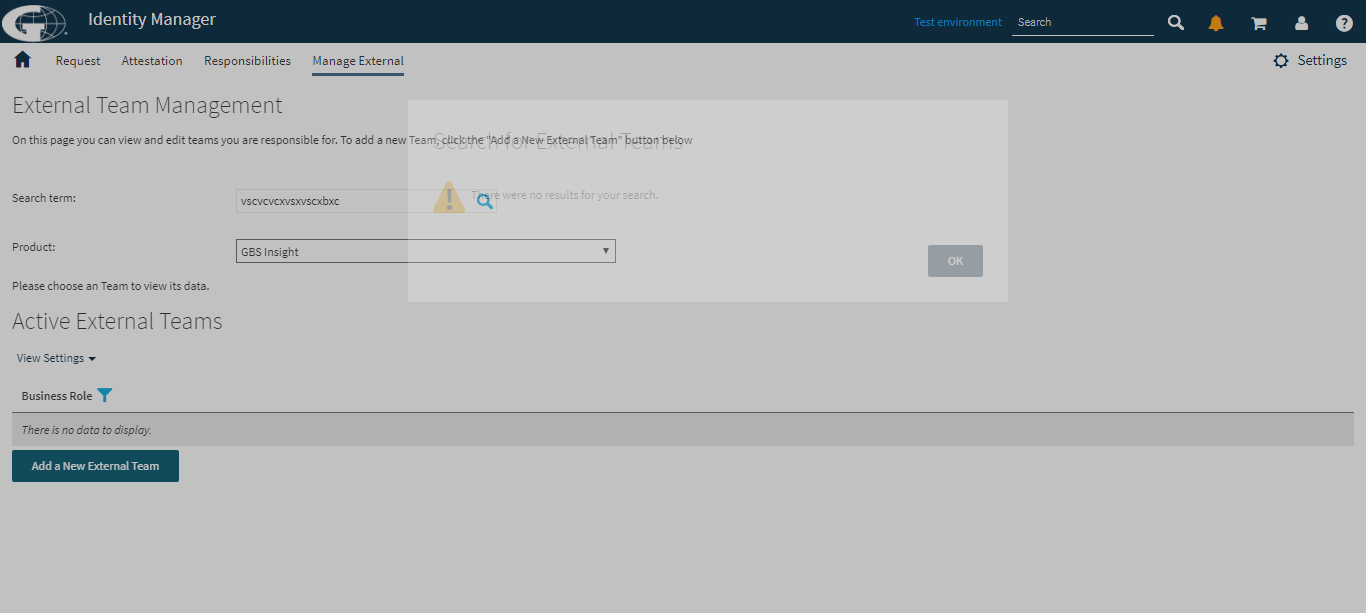 Identity Manager
Test environment
Search
Request
Attestation
Responsibilities
Manage External
Settings
External Team Management
On this page you can view and edit teams you are responsible for. To add a new Team, click the "Add a New External Team" button below
Search for External Teams
Search term:
vscvcvcxvsxvscxbxc
There were no results for your search.
Product:
GBS Insight
OK
Please choose an Team to view its data.
Active External Teams
View Settings
Business Role
There is no data to display.
Add a New External Team